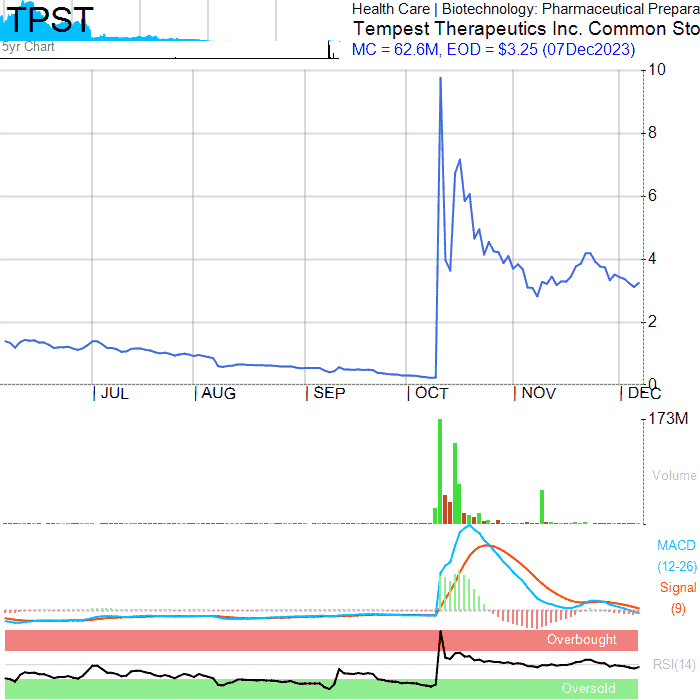 TPST
5yr Chart
Health Care | Biotechnology: Pharmaceutical Prepara
Tempest Therapeutics Inc. Common Sto
MC = 62.6M, EOD = $3.25 (07Dec2023)
10
8
6
4
2
0
JUL
AUG
SEP
OCT
NOV
DEC
173M
Volume
MACD
(12-26)
Signal
(9)
Overbought
RSI(14)
Oversold